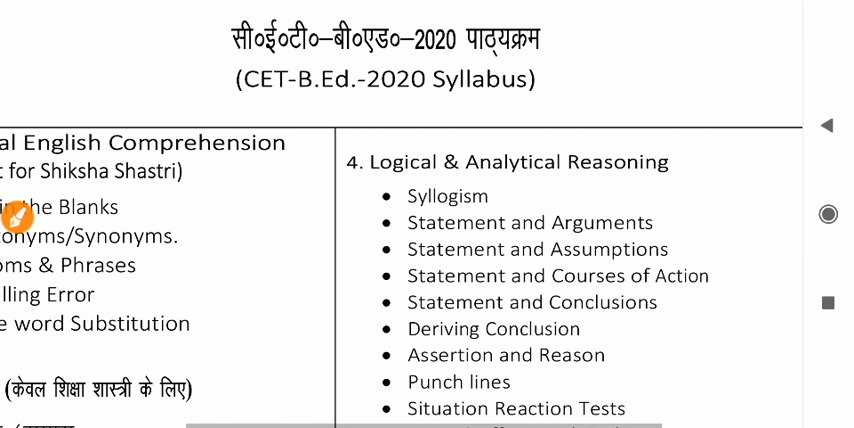 सी०ई०टी०–बी०एड०–2020 पाठ्यक्रम
(CET-B.Ed.-2020 Syllabus)
al English Comprehension
for Shiksha Shastri)
in the Blanks
onyms/Synonyms.
oms & Phrases
lling Error
e word Substitution
(केवल शिक्षा शास्त्री के लिए)
4. Logical & Analytical Reasoning
• Syllogism
• Statement and Arguments
• Statement and Assumptions
• Statement and Courses of Action
• Statement and Conclusions
• Deriving Conclusion
• Assertion and Reason
• Punch lines
• Situation Reaction Tests